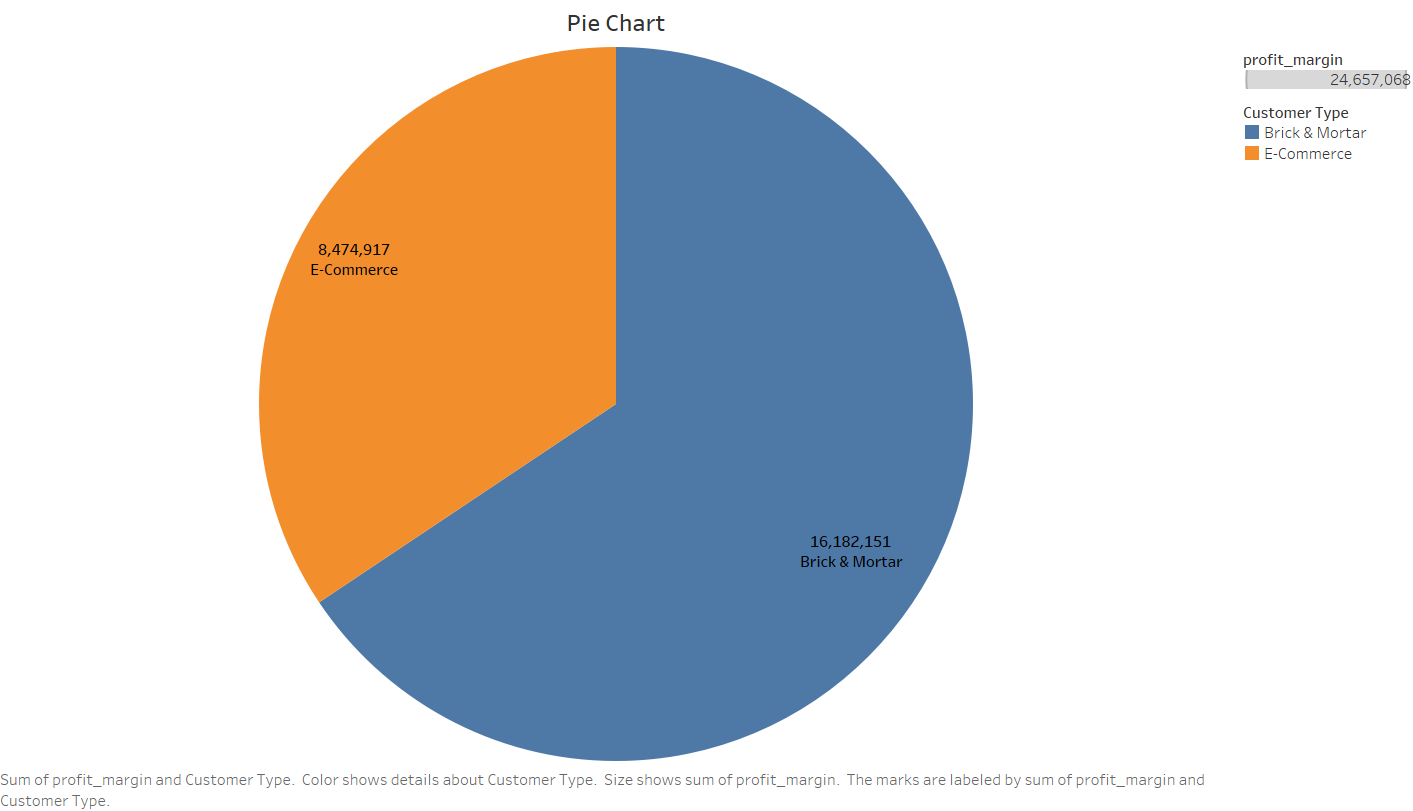 Pie Chart
profit_margin
24,657,068
Customer Type
Brick & Mortar
E-Commerce
8,474,917
E-Commerce
16,182,151
Brick & Mortar
Sum of profit_margin and Customer Type.  Color shows details about Customer Type.  Size shows sum of profit_margin.  The marks are labeled by sum of profit_margin and
Customer Type.